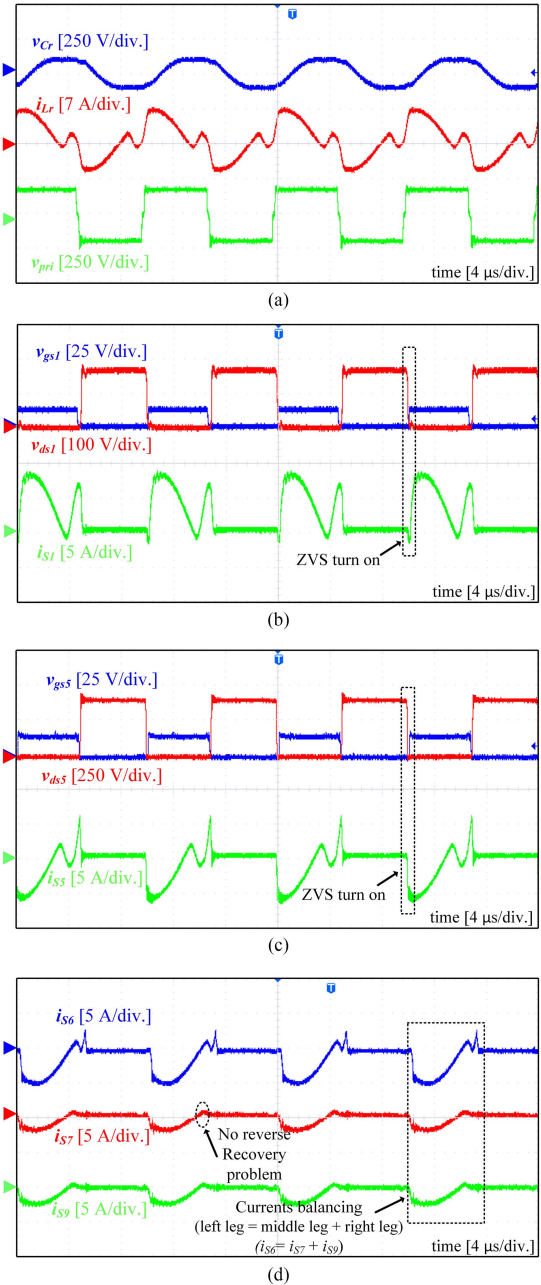 T
vCr [250 V/div.]
iLr [7 A/div.]
vpri [250 V/div.]
time [4 µs/div.]
(a)
T
vgs1 [25 V/div.]
vds1 [100 V/div.]
iS1 [5 A/div.]
ZVS turn on
time [4 µs/div.]
(b)
T
vgs5 [25 V/div.]
vds5 [250 V/div.]
iS5 [5 A/div.]
ZVS turn on
time [4 µs/div.]
(c)
T
iS6 [5 A/div.]
iS7 [5 A/div.]
No reverse
Recovery
problem
iS9 [5 A/div.]
Currents balancing
(left leg = middle leg + right leg)
(iS6= iS7 + iS9)
time [4 µs/div.]
(d)